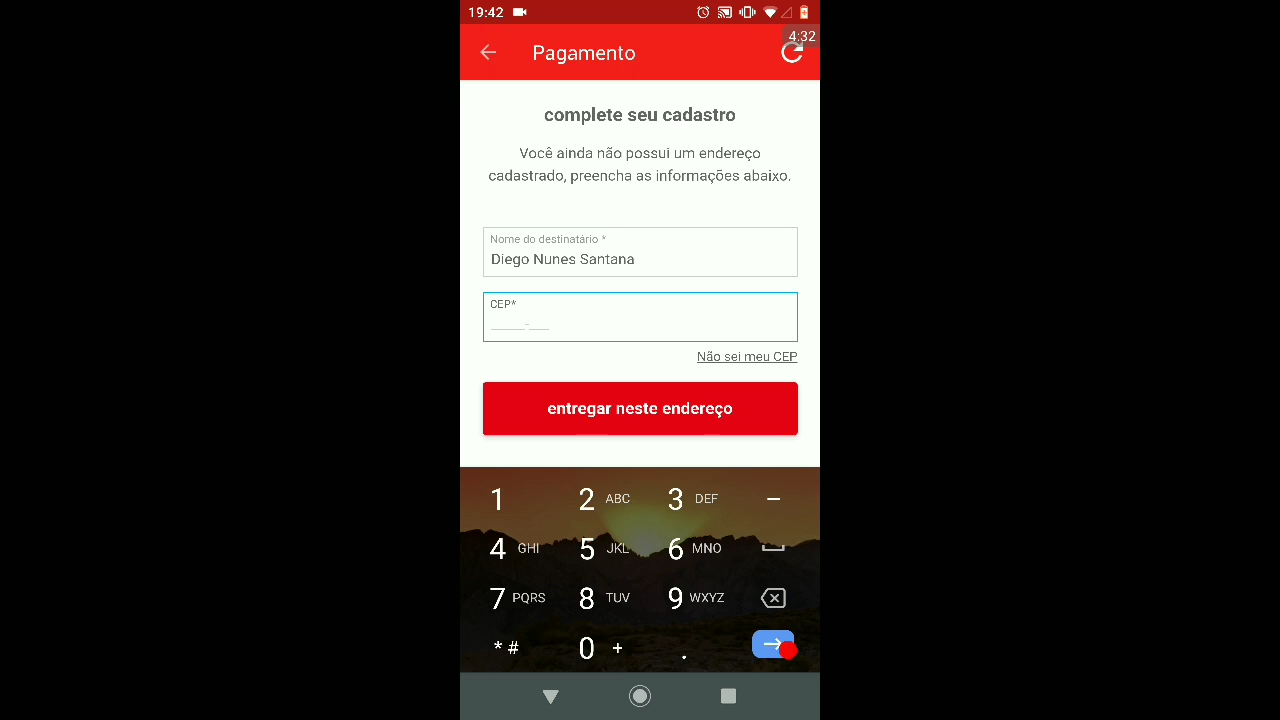 19:42
4:32
Pagamento
complete seu cadastro
Você ainda não possui um endereço
cadastrado, preencha as informações abaixo.
Nome do destinatário *
Diego Nunes Santana
CEP*
_____-___
Não sei meu CEP
entregar neste endereço
1 2 ABC 3 DEF –
4 GHI 5 JKL 6 MNO
7 PQRS 8 TUV 9 WXYZ
* # 0 + .